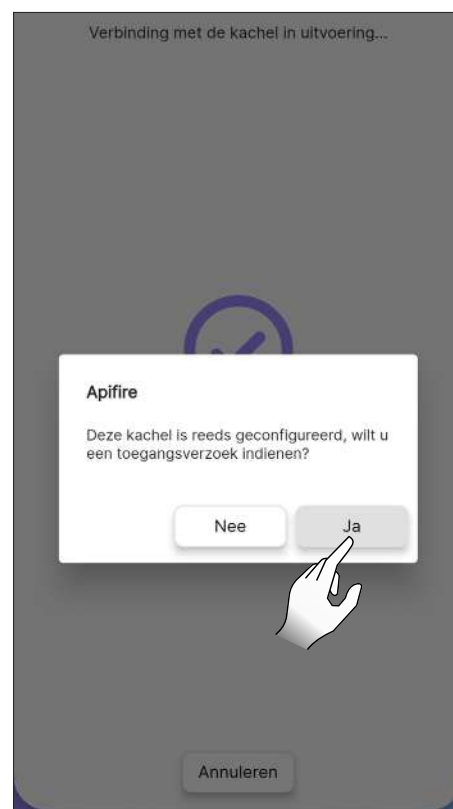 Verbinding met de kachel in uitvoering...
Apifire
Deze kachel is reeds geconfigureerd, wilt u
een toegangsverzoek indienen?
Nee
Ja
Annuleren